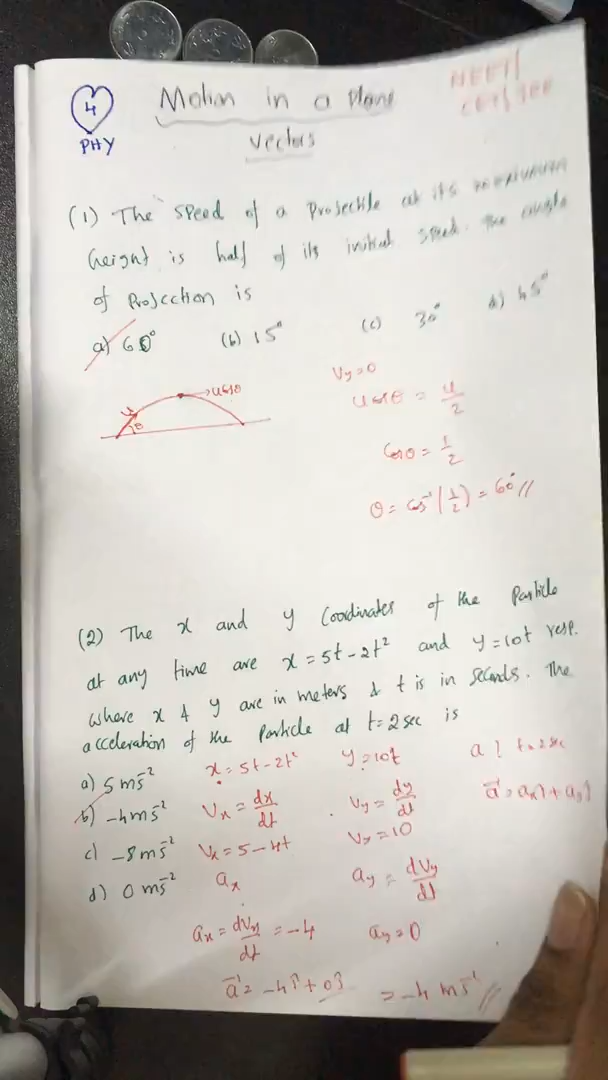 4
PHY
Motion in a plane
vectors
NEET/
CET/JEE
(1) The speed of a Projectile at its maximum
height is half of its initial speed. The angle
of Projection is
a) 60° (b) 15° (c) 30° d) 45°
u θ ucosθ
Vy=0
u cosθ = u/2
cosθ = 1/2
θ = cos⁻¹(1/2) = 60°//
(2) The x and y Coordinates of the Particle
at any time are x = 5t - 2t² and y = 10t resp.
where x & y are in meters & t is in seconds. The
acceleration of the Particle at t=2sec is
a) 5 ms⁻² x = 5t - 2t² y = 10t a ? t=2sec
b) -4 ms⁻² Vx = dx/dt Vy = dy/dt a⃗ = axî + ayĵ
c) -8 ms⁻² Vx = 5 - 4t Vy = 10
d) 0 ms⁻² ax ay = dVy/dt
ax = dVx/dt = -4 ay = 0
a⃗ = -4î + 0ĵ = -4 ms⁻² //